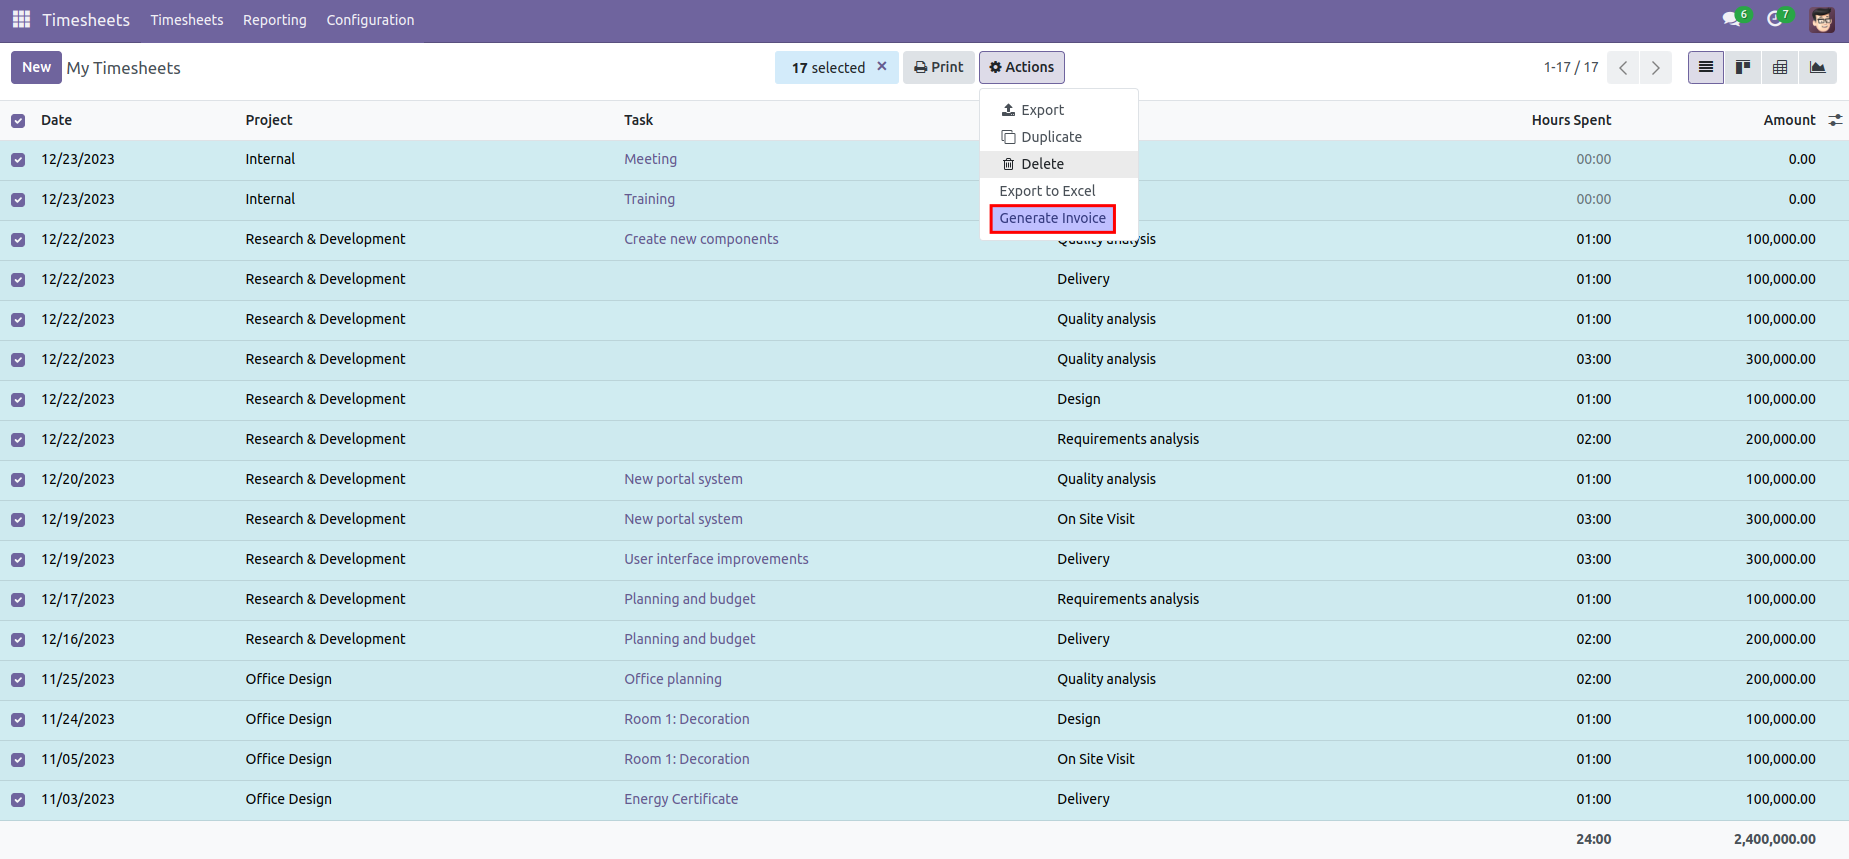 Timesheets Timesheets Reporting Configuration 6 7
New My Timesheets 17 selected × Print Actions 1-17 / 17
Export
Duplicate
Delete
Export to Excel
Generate Invoice
Date Project Task Hours Spent Amount
12/23/2023 Internal Meeting 00:00 0.00
12/23/2023 Internal Training 00:00 0.00
12/22/2023 Research & Development Create new components Quality analysis 01:00 100,000.00
12/22/2023 Research & Development Delivery 01:00 100,000.00
12/22/2023 Research & Development Quality analysis 01:00 100,000.00
12/22/2023 Research & Development Quality analysis 03:00 300,000.00
12/22/2023 Research & Development Design 01:00 100,000.00
12/22/2023 Research & Development Requirements analysis 02:00 200,000.00
12/20/2023 Research & Development New portal system Quality analysis 01:00 100,000.00
12/19/2023 Research & Development New portal system On Site Visit 03:00 300,000.00
12/19/2023 Research & Development User interface improvements Delivery 03:00 300,000.00
12/17/2023 Research & Development Planning and budget Requirements analysis 01:00 100,000.00
12/16/2023 Research & Development Planning and budget Delivery 02:00 200,000.00
11/25/2023 Office Design Office planning Quality analysis 02:00 200,000.00
11/24/2023 Office Design Room 1: Decoration Design 01:00 100,000.00
11/05/2023 Office Design Room 1: Decoration On Site Visit 01:00 100,000.00
11/03/2023 Office Design Energy Certificate Delivery 01:00 100,000.00
24:00 2,400,000.00